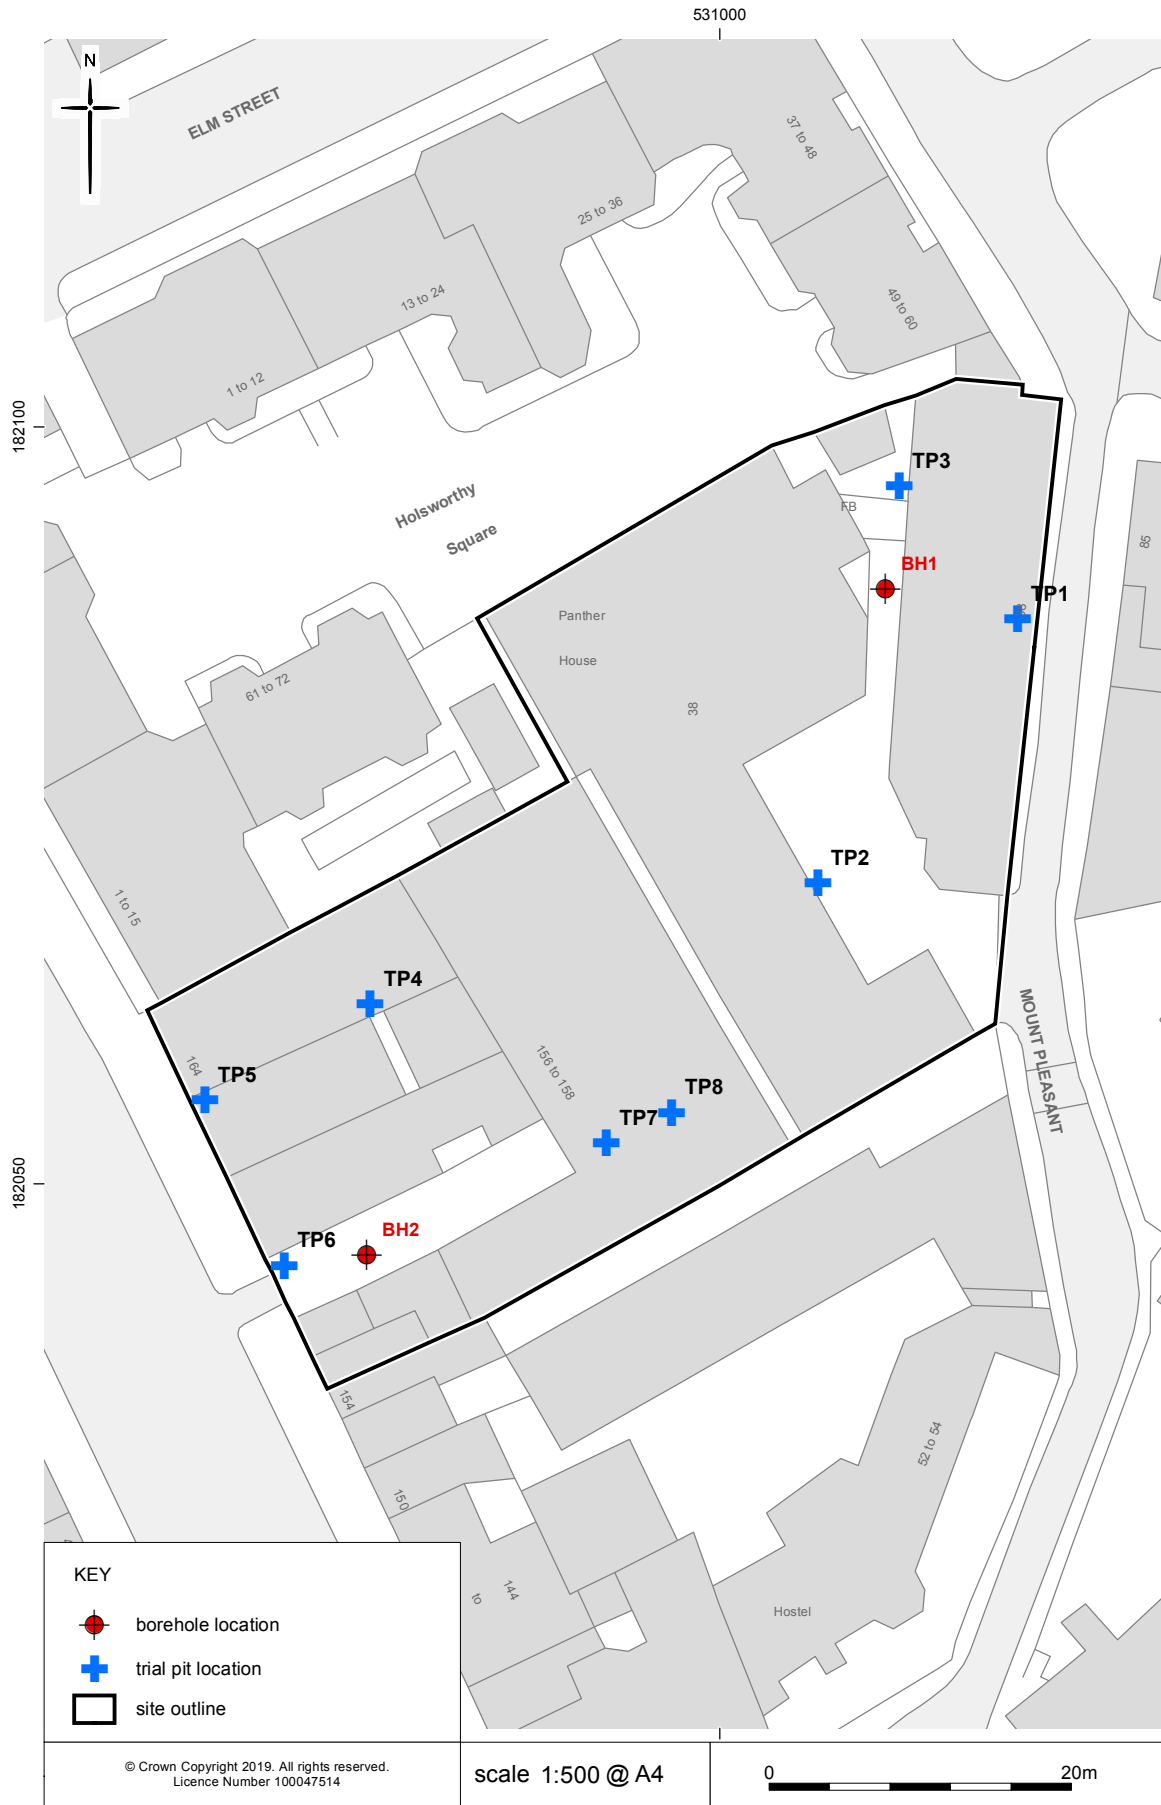 531000
N
ELM STREET
37 to 48
25 to 36
13 to 24
49 to 60
1 to 12
182100
TP3
Holsworthy
Square
FB
85
BH1
TP1
Panther
House
61 to 72
38
TP2
1 to 15
TP4
MOUNT PLEASANT
164
TP5
156 to 158
TP8
TP7
182050
BH2
TP6
154
52 to 54
150
to
144
Hostel
KEY
borehole location
trial pit location
site outline
© Crown Copyright 2019. All rights reserved.
Licence Number 100047514
scale 1:500 @ A4
0 20m